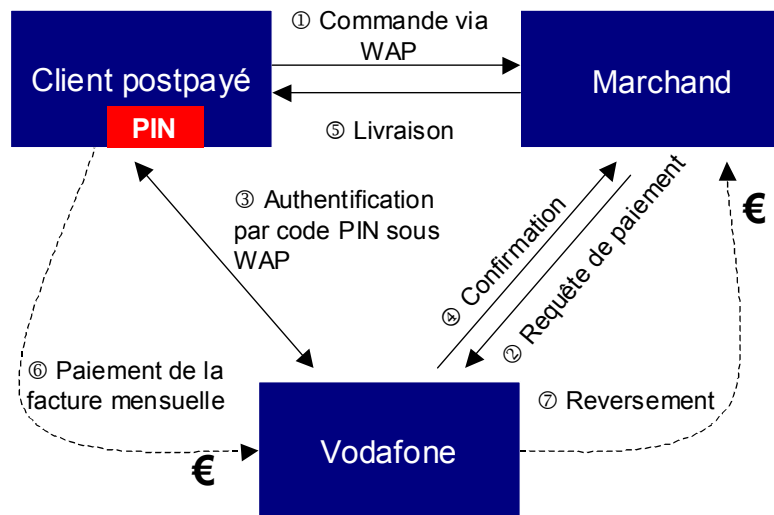 ① Commande via
WAP
Client postpayé
PIN
Marchand
⑤ Livraison
③ Authentification
par code PIN sous
WAP
④ Confirmation
② Requête de paiement
€
⑥ Paiement de la
facture mensuelle
€
⑦ Reversement
Vodafone